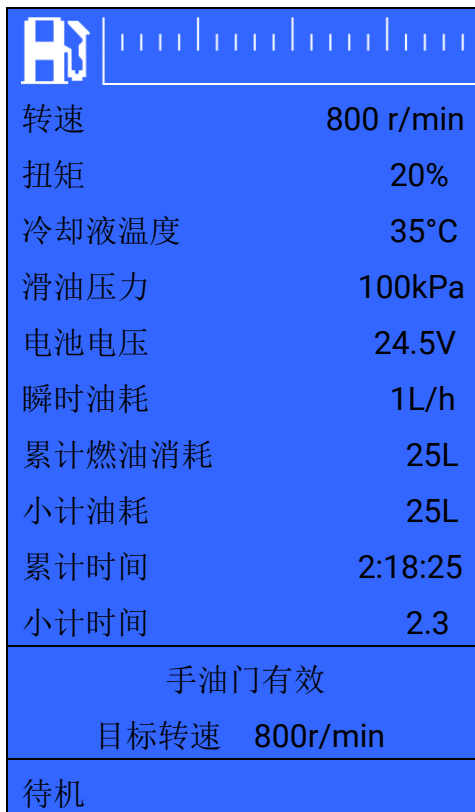 转速 800 r/min
扭矩 20%
冷却液温度 35°C
滑油压力 100kPa
电池电压 24.5V
瞬时油耗 1L/h
累计燃油消耗 25L
小计油耗 25L
累计时间 2:18:25
小计时间 2.3
手油门有效
目标转速 800r/min
待机